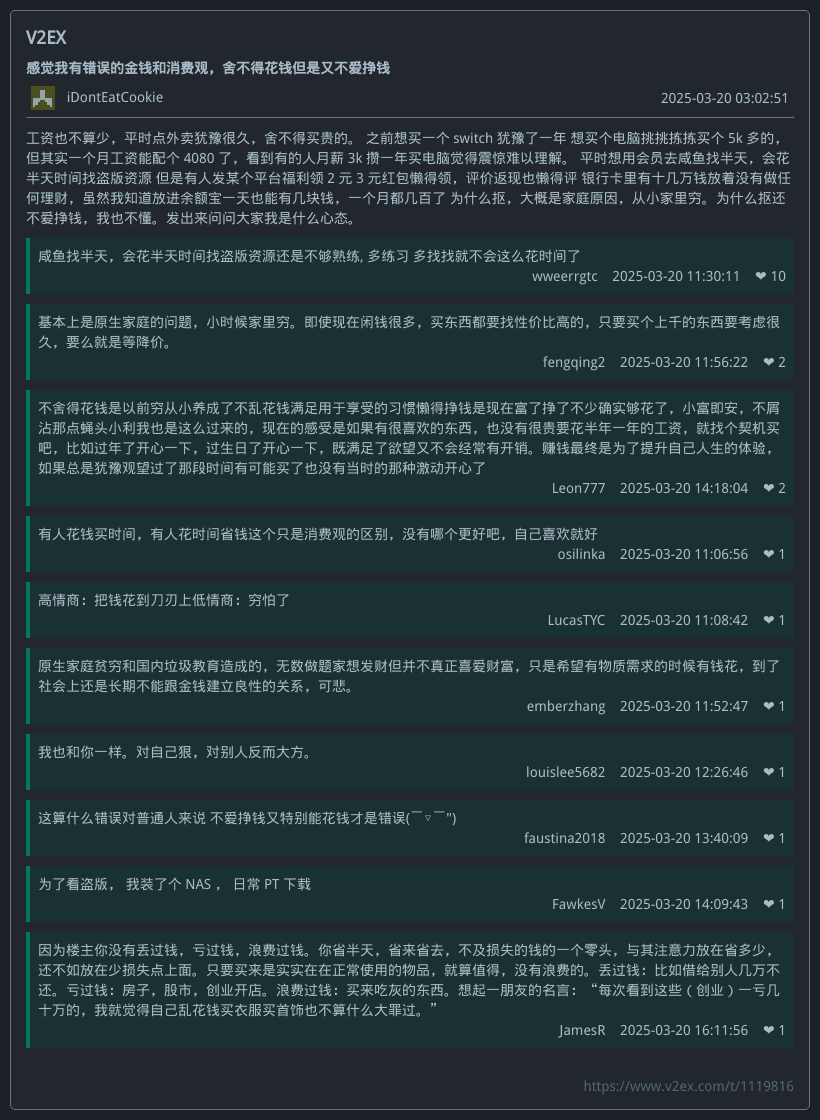 V2EX
感觉我有错误的金钱和消费观，舍不得花钱但是又不爱挣钱
iDontEatCookie 2025-03-20 03:02:51
工资也不算少，平时点外卖犹豫很久，舍不得买贵的。 之前想买一个 switch 犹豫了一年 想买个电脑挑挑拣拣买个 5k 多的，
但其实一个月工资能配个 4080 了，看到有的人月薪 3k 攒一年买电脑觉得震惊难以理解。 平时想用会员去咸鱼找半天，会花
半天时间找盗版资源 但是有人发某个平台福利领 2 元 3 元红包懒得领，评价返现也懒得评 银行卡里有十几万钱放着没有做任
何理财，虽然我知道放进余额宝一天也能有几块钱，一个月都几百了 为什么抠，大概是家庭原因，从小家里穷。为什么抠还
不爱挣钱，我也不懂。发出来问问大家我是什么心态。
咸鱼找半天，会花半天时间找盗版资源还是不够熟练, 多练习 多找找就不会这么花时间了
wweerrgtc 2025-03-20 11:30:11 ❤ 10
基本上是原生家庭的问题，小时候家里穷。即使现在闲钱很多，买东西都要找性价比高的，只要买个上千的东西要考虑很
久，要么就是等降价。
fengqing2 2025-03-20 11:56:22 ❤ 2
不舍得花钱是以前穷从小养成了不乱花钱满足用于享受的习惯懒得挣钱是现在富了挣了不少确实够花了，小富即安，不屑
沾那点蝇头小利我也是这么过来的，现在的感受是如果有很喜欢的东西，也没有很贵要花半年一年的工资，就找个契机买
吧，比如过年了开心一下，过生日了开心一下，既满足了欲望又不会经常有开销。赚钱最终是为了提升自己人生的体验，
如果总是犹豫观望过了那段时间有可能买了也没有当时的那种激动开心了
Leon777 2025-03-20 14:18:04 ❤ 2
有人花钱买时间，有人花时间省钱这个只是消费观的区别，没有哪个更好吧，自己喜欢就好
osilinka 2025-03-20 11:06:56 ❤ 1
高情商：把钱花到刀刃上低情商：穷怕了
LucasTYC 2025-03-20 11:08:42 ❤ 1
原生家庭贫穷和国内垃圾教育造成的，无数做题家想发财但并不真正喜爱财富，只是希望有物质需求的时候有钱花，到了
社会上还是长期不能跟金钱建立良性的关系，可悲。
emberzhang 2025-03-20 11:52:47 ❤ 1
我也和你一样。对自己狠，对别人反而大方。
louislee5682 2025-03-20 12:26:46 ❤ 1
这算什么错误对普通人来说 不爱挣钱又特别能花钱才是错误(￣▿￣")
faustina2018 2025-03-20 13:40:09 ❤ 1
为了看盗版， 我装了个 NAS ， 日常 PT 下载
FawkesV 2025-03-20 14:09:43 ❤ 1
因为楼主你没有丢过钱，亏过钱，浪费过钱。你省半天，省来省去，不及损失的钱的一个零头，与其注意力放在省多少，
还不如放在少损失点上面。只要买来是实实在在正常使用的物品，就算值得，没有浪费的。丢过钱：比如借给别人几万不
还。亏过钱：房子，股市，创业开店。浪费过钱：买来吃灰的东西。想起一朋友的名言：“每次看到这些（创业）一亏几
十万的，我就觉得自己乱花钱买衣服买首饰也不算什么大罪过。”
JamesR 2025-03-20 16:11:56 ❤ 1
https://www.v2ex.com/t/1119816